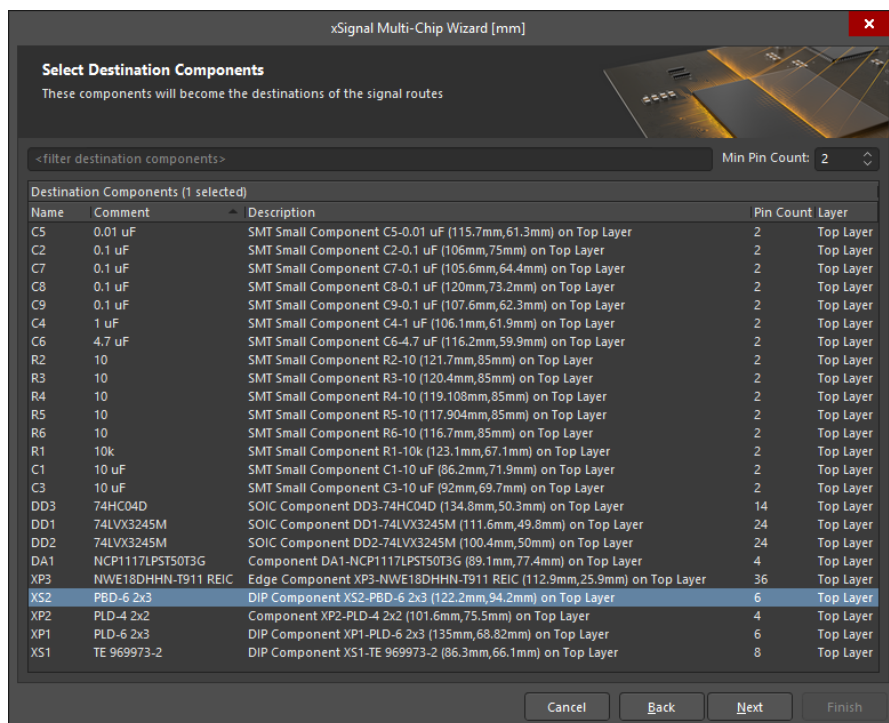 xSignal Multi-Chip Wizard [mm]
Select Destination Components
These components will become the destinations of the signal routes
<filter destination components> Min Pin Count: 2
Destination Components (1 selected)
Name Comment Description Pin Count Layer
C5 0.01 uF SMT Small Component C5-0.01 uF (115.7mm,61.3mm) on Top Layer 2 Top Layer
C2 0.1 uF SMT Small Component C2-0.1 uF (106mm,75mm) on Top Layer 2 Top Layer
C7 0.1 uF SMT Small Component C7-0.1 uF (105.6mm,64.4mm) on Top Layer 2 Top Layer
C8 0.1 uF SMT Small Component C8-0.1 uF (120mm,73.2mm) on Top Layer 2 Top Layer
C9 0.1 uF SMT Small Component C9-0.1 uF (107.6mm,62.3mm) on Top Layer 2 Top Layer
C4 1 uF SMT Small Component C4-1 uF (106.1mm,61.9mm) on Top Layer 2 Top Layer
C6 4.7 uF SMT Small Component C6-4.7 uF (116.2mm,59.9mm) on Top Layer 2 Top Layer
R2 10 SMT Small Component R2-10 (121.7mm,85mm) on Top Layer 2 Top Layer
R3 10 SMT Small Component R3-10 (120.4mm,85mm) on Top Layer 2 Top Layer
R4 10 SMT Small Component R4-10 (119.108mm,85mm) on Top Layer 2 Top Layer
R5 10 SMT Small Component R5-10 (117.904mm,85mm) on Top Layer 2 Top Layer
R6 10 SMT Small Component R6-10 (116.7mm,85mm) on Top Layer 2 Top Layer
R1 10k SMT Small Component R1-10k (123.1mm,67.1mm) on Top Layer 2 Top Layer
C1 10 uF SMT Small Component C1-10 uF (86.2mm,71.9mm) on Top Layer 2 Top Layer
C3 10 uF SMT Small Component C3-10 uF (92mm,69.7mm) on Top Layer 2 Top Layer
DD3 74HC04D SOIC Component DD3-74HC04D (134.8mm,50.3mm) on Top Layer 14 Top Layer
DD1 74LVX3245M SOIC Component DD1-74LVX3245M (111.6mm,49.8mm) on Top Layer 24 Top Layer
DD2 74LVX3245M SOIC Component DD2-74LVX3245M (100.4mm,50mm) on Top Layer 24 Top Layer
DA1 NCP1117LPST50T3G Component DA1-NCP1117LPST50T3G (89.1mm,77.4mm) on Top Layer 4 Top Layer
XP3 NWE18DHHN-T911 REIC Edge Component XP3-NWE18DHHN-T911 REIC (112.9mm,25.9mm) on Top Layer 36 Top Layer
XS2 PBD-6 2x3 DIP Component XS2-PBD-6 2x3 (122.2mm,94.2mm) on Top Layer 6 Top Layer
XP2 PLD-4 2x2 Component XP2-PLD-4 2x2 (101.6mm,75.5mm) on Top Layer 4 Top Layer
XP1 PLD-6 2x3 DIP Component XP1-PLD-6 2x3 (135mm,68.82mm) on Top Layer 6 Top Layer
XS1 TE 969973-2 DIP Component XS1-TE 969973-2 (86.3mm,66.1mm) on Top Layer 8 Top Layer
Cancel Back Next Finish